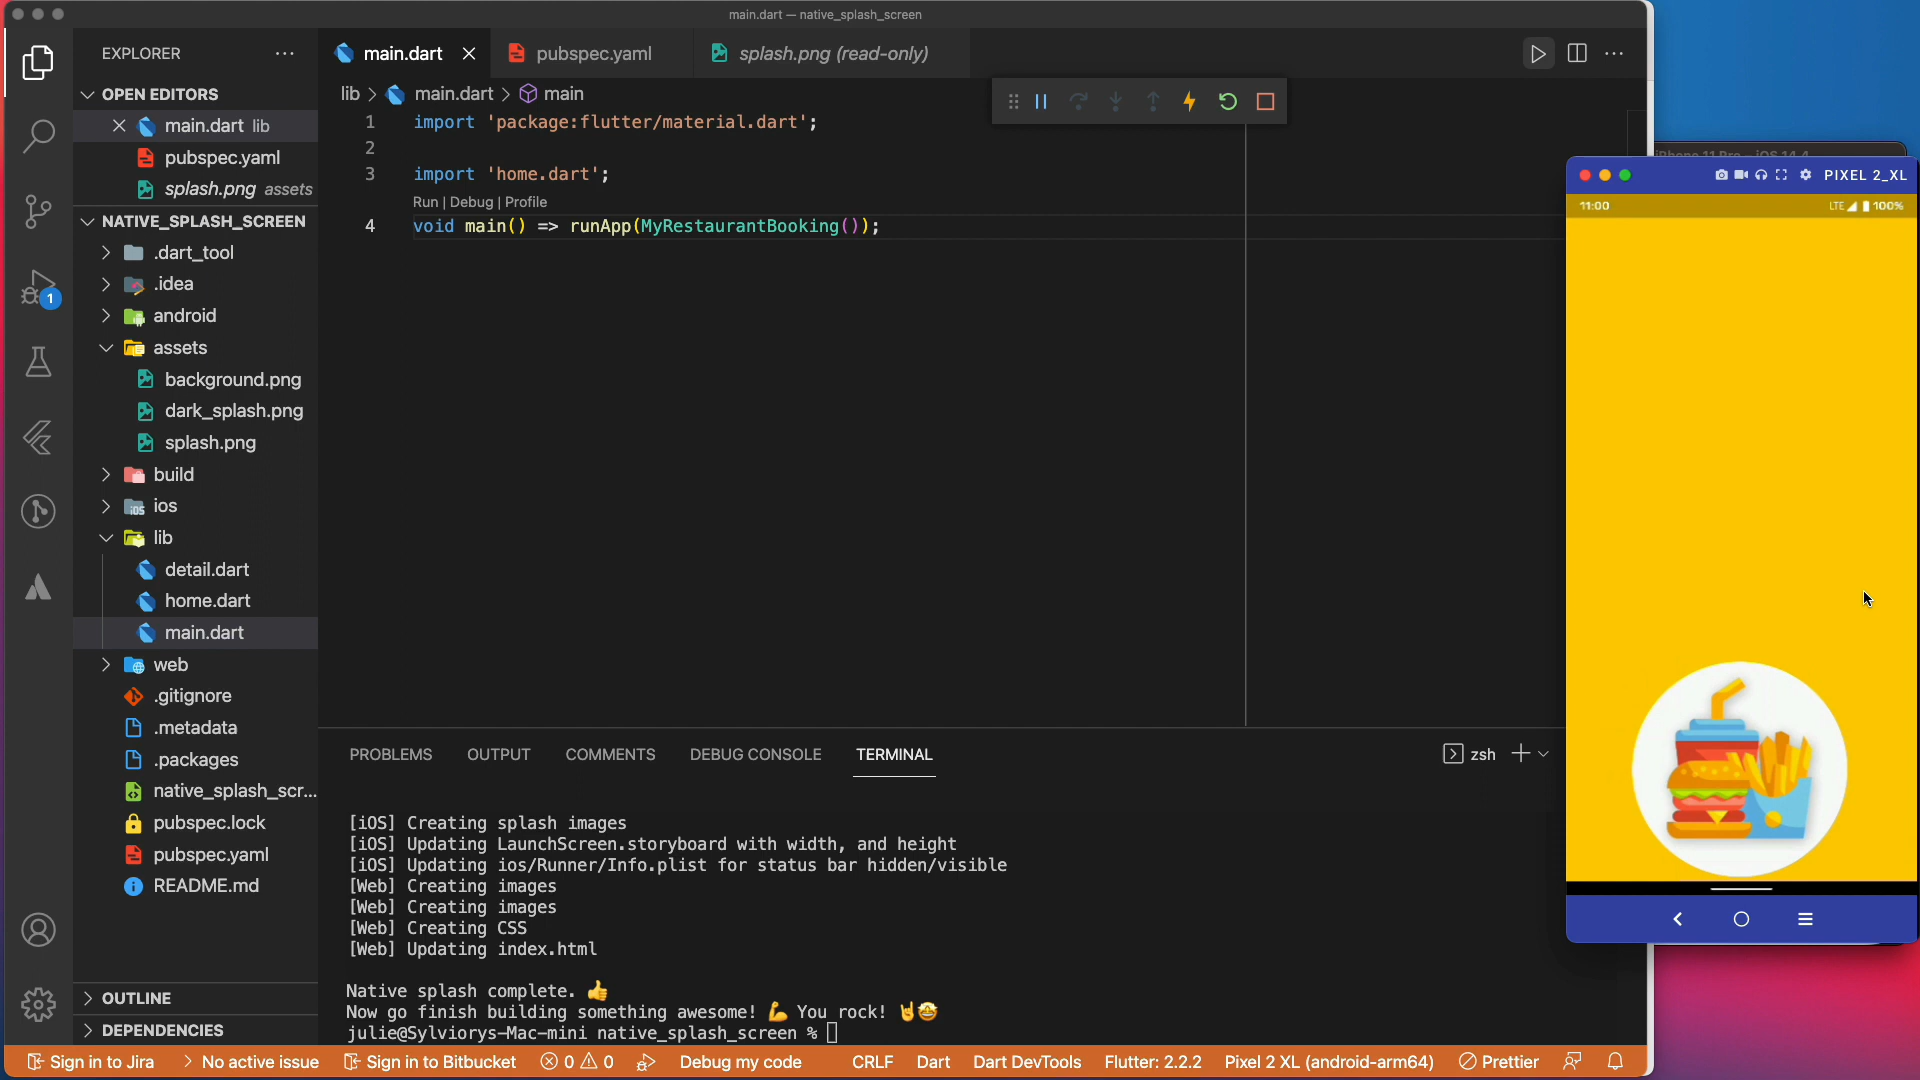 main.dart — native_splash_screen
EXPLORER
main.dart
pubspec.yaml
splash.png (read-only)
OPEN EDITORS
main.dart lib
pubspec.yaml
splash.png assets
NATIVE_SPLASH_SCREEN
.dart_tool
.idea
android
assets
background.png
dark_splash.png
splash.png
build
ios
lib
detail.dart
home.dart
main.dart
web
.gitignore
.metadata
.packages
native_splash_scr...
pubspec.lock
pubspec.yaml
README.md
OUTLINE
DEPENDENCIES
1
lib > main.dart > main
1 import 'package:flutter/material.dart';
2
3 import 'home.dart';
Run | Debug | Profile
4 void main() => runApp(MyRestaurantBooking());
PROBLEMS OUTPUT COMMENTS DEBUG CONSOLE TERMINAL
zsh
[iOS] Creating splash images
[iOS] Updating LaunchScreen.storyboard with width, and height
[iOS] Updating ios/Runner/Info.plist for status bar hidden/visible
[Web] Creating images
[Web] Creating images
[Web] Creating CSS
[Web] Updating index.html
Native splash complete. 👍
Now go finish building something awesome! 💪 You rock! 🤘🤩
julie@Sylviorys-Mac-mini native_splash_screen %
iPhone 11 Pro — iOS 14.4
PIXEL 2_XL
11:00
LTE 100%
Sign in to Jira
No active issue
Sign in to Bitbucket
0 0
Debug my code
CRLF
Dart
Dart DevTools
Flutter: 2.2.2
Pixel 2 XL (android-arm64)
Prettier